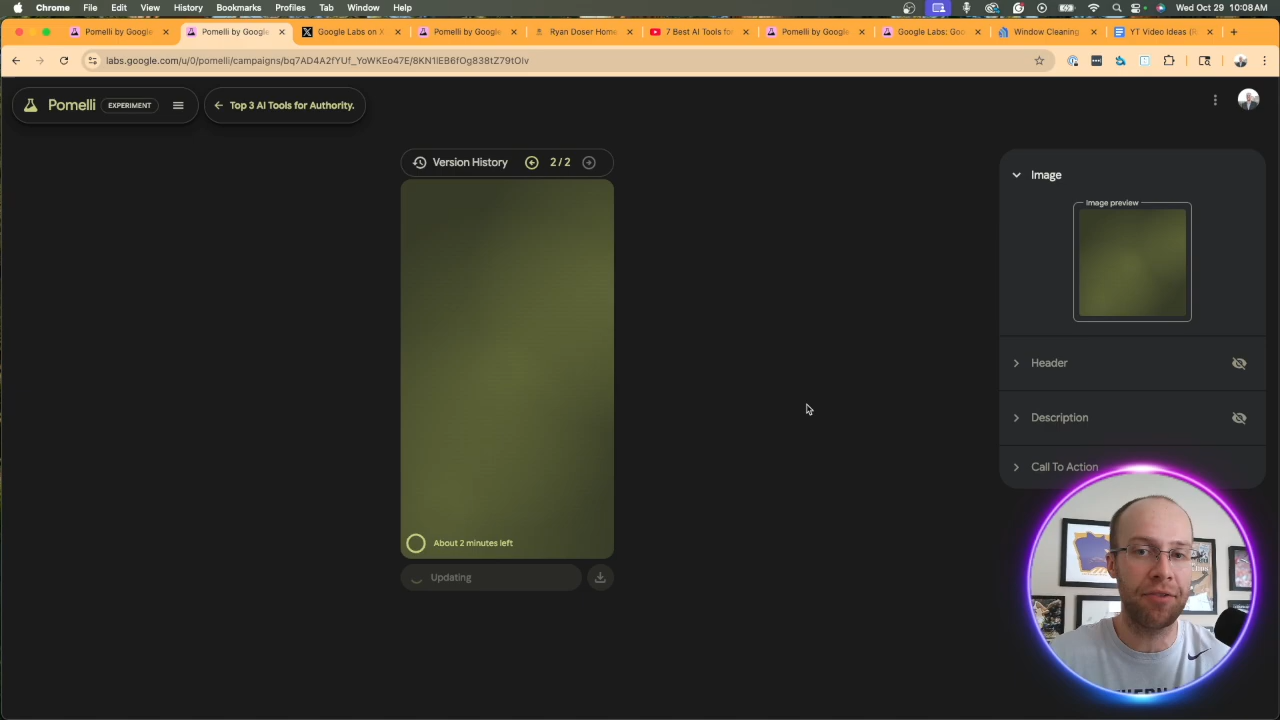 Chrome File Edit View History Bookmarks Profiles Tab Window Help Wed Oct 29 10:08 AM
Pomelli by Google
Pomelli by Google
Google Labs on X
Pomelli by Google
Ryan Doser Home
7 Best AI Tools for
Pomelli by Google
Google Labs: Goo
Window Cleaning
YT Video Ideas (R
labs.google.com/u/0/pomelli/campaigns/bq7AD4A2fYUf_YoWKEo47E/8KN1lEB6fOg838tZ79tOIv
Pomelli EXPERIMENT
Top 3 AI Tools for Authority.
Version History 2 / 2
Image
Image preview
Header
Description
Call To Action
About 2 minutes left
Updating